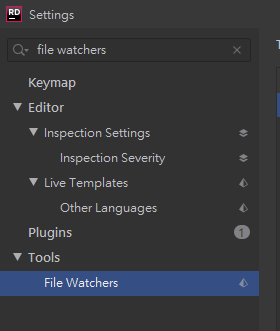 RD
Settings
file watchers
Keymap
Editor
Inspection Settings
Inspection Severity
Live Templates
Other Languages
Plugins 1
Tools
File Watchers